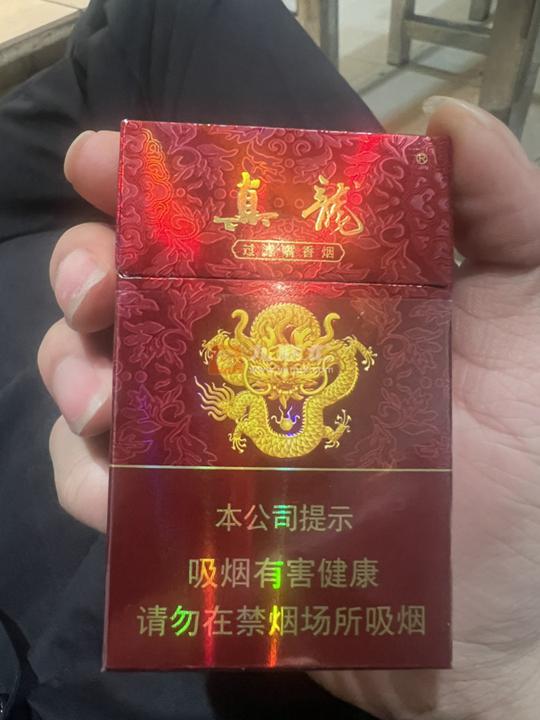 真龙
®
过滤嘴香烟
本公司提示
吸烟有害健康
请勿在禁烟场所吸烟